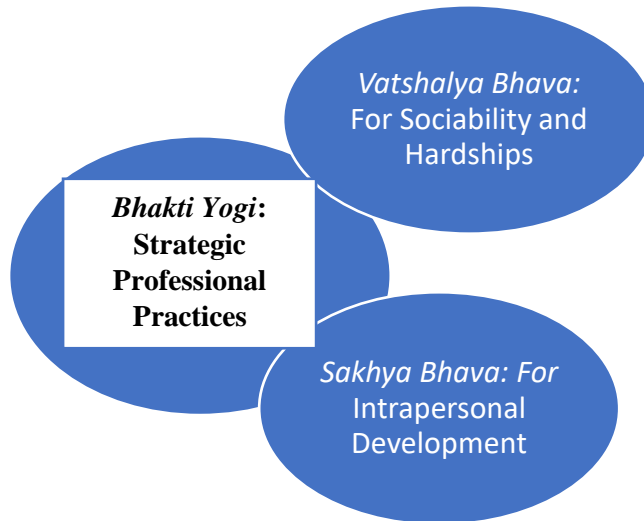 Vatshalya Bhava:
For Sociability and
Hardships
Bhakti Yogi:
Strategic
Professional
Practices
Sakhya Bhava: For
Intrapersonal
Development